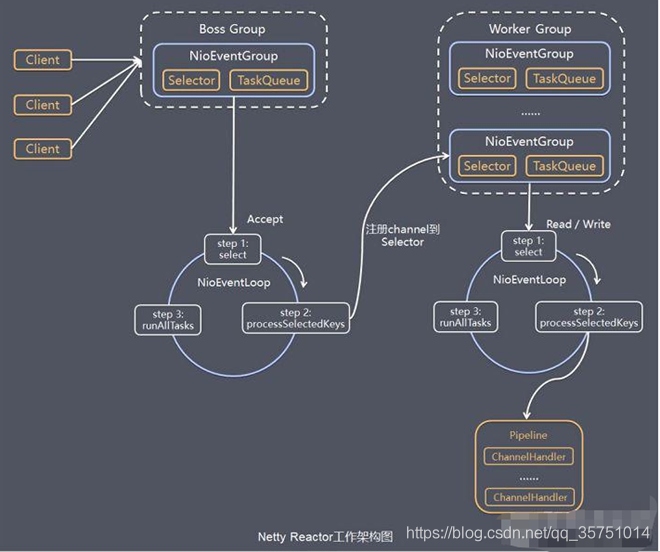 Boss Group
NioEventGroup
Selector
TaskQueue
Client
Client
Client
Worker Group
NioEventGroup
Selector
TaskQueue
......
NioEventGroup
Selector
TaskQueue
Accept
step 1:
select
NioEventLoop
step 2:
processSelectedKeys
step 3:
runAllTasks
注册channel到
Selector
Read / Write
step 1:
select
NioEventLoop
step 2:
processSelectedKeys
step 3:
runAllTasks
Pipeline
ChannelHandler
......
ChannelHandler
Netty Reactor工作架构图
https://blog.csdn.net/qq_35751014